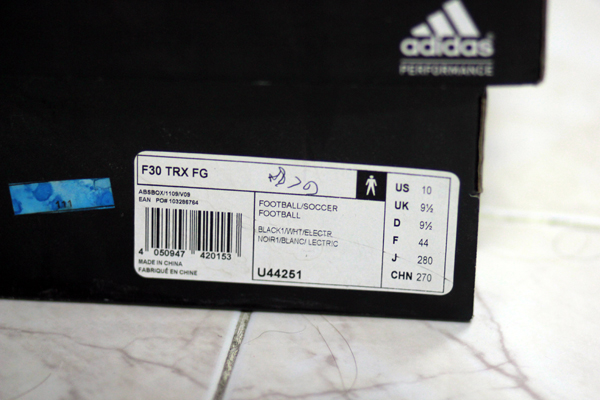 adidas
PERFORMANCE
F30 TRX FG
ABSBOX/1109/V09
EAN PO# 103286764
4 050947 420153
MADE IN CHINA
FABRIQUÉ EN CHINE
FOOTBALL/SOCCER
FOOTBALL
BLACK1/WHT/ELECTR.
NOIR1/BLANC/ LECTRIC
U44251
US 10
UK 9½
D 9½
F 44
J 280
CHN 270